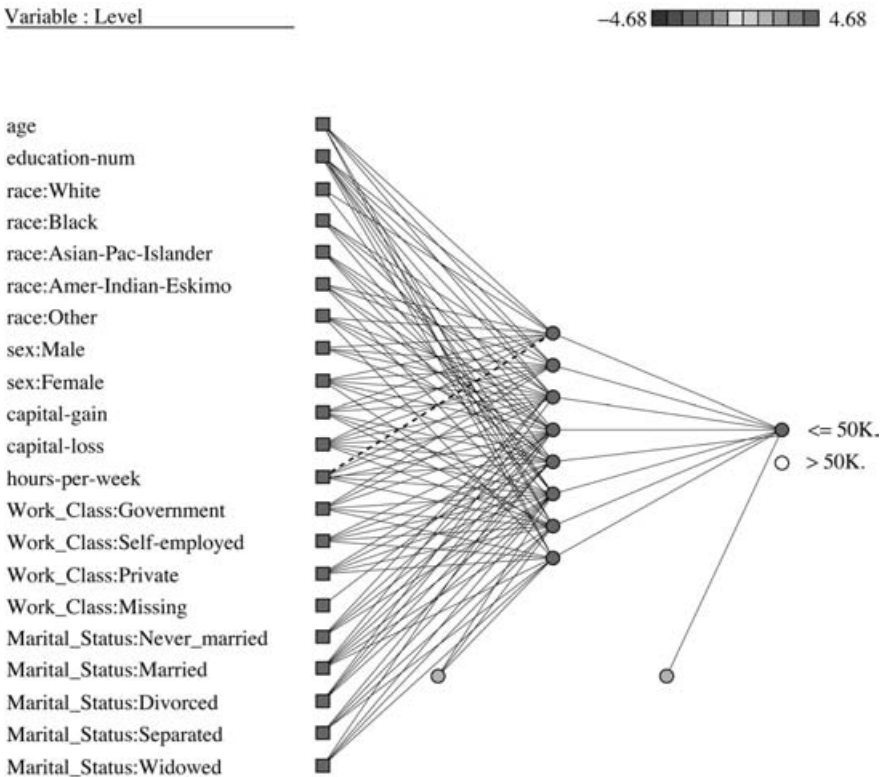 Variable : Level
−4.68 4.68
age
education-num
race:White
race:Black
race:Asian-Pac-Islander
race:Amer-Indian-Eskimo
race:Other
sex:Male
sex:Female
capital-gain
capital-loss
hours-per-week
Work_Class:Government
Work_Class:Self-employed
Work_Class:Private
Work_Class:Missing
Marital_Status:Never_married
Marital_Status:Married
Marital_Status:Divorced
Marital_Status:Separated
Marital_Status:Widowed
<= 50K.
> 50K.